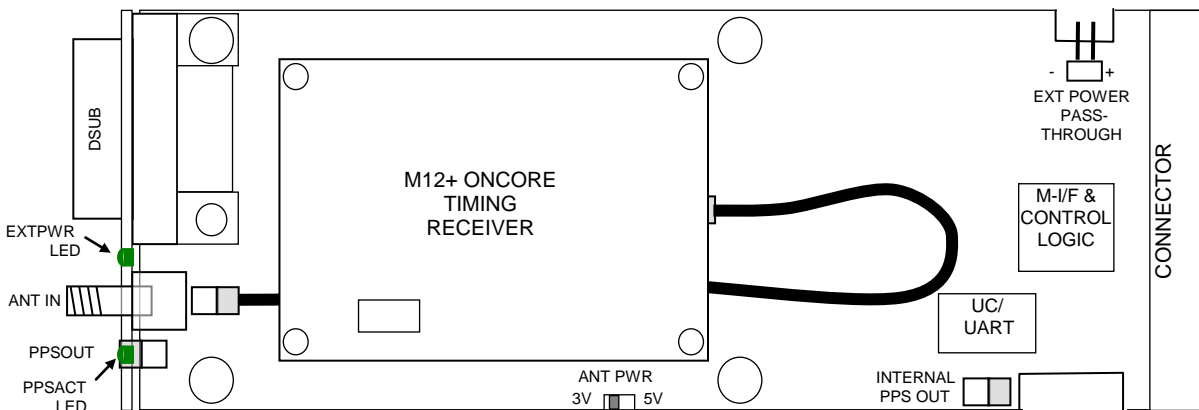 DSUB
EXTPWR
LED
ANT IN
PPSOUT
PPSACT
LED
M12+ ONCORE
TIMING
RECEIVER
ANT PWR
3V 5V
- +
EXT POWER
PASS-
THROUGH
M-I/F &
CONTROL
LOGIC
UC/
UART
INTERNAL
PPS OUT
CONNECTOR